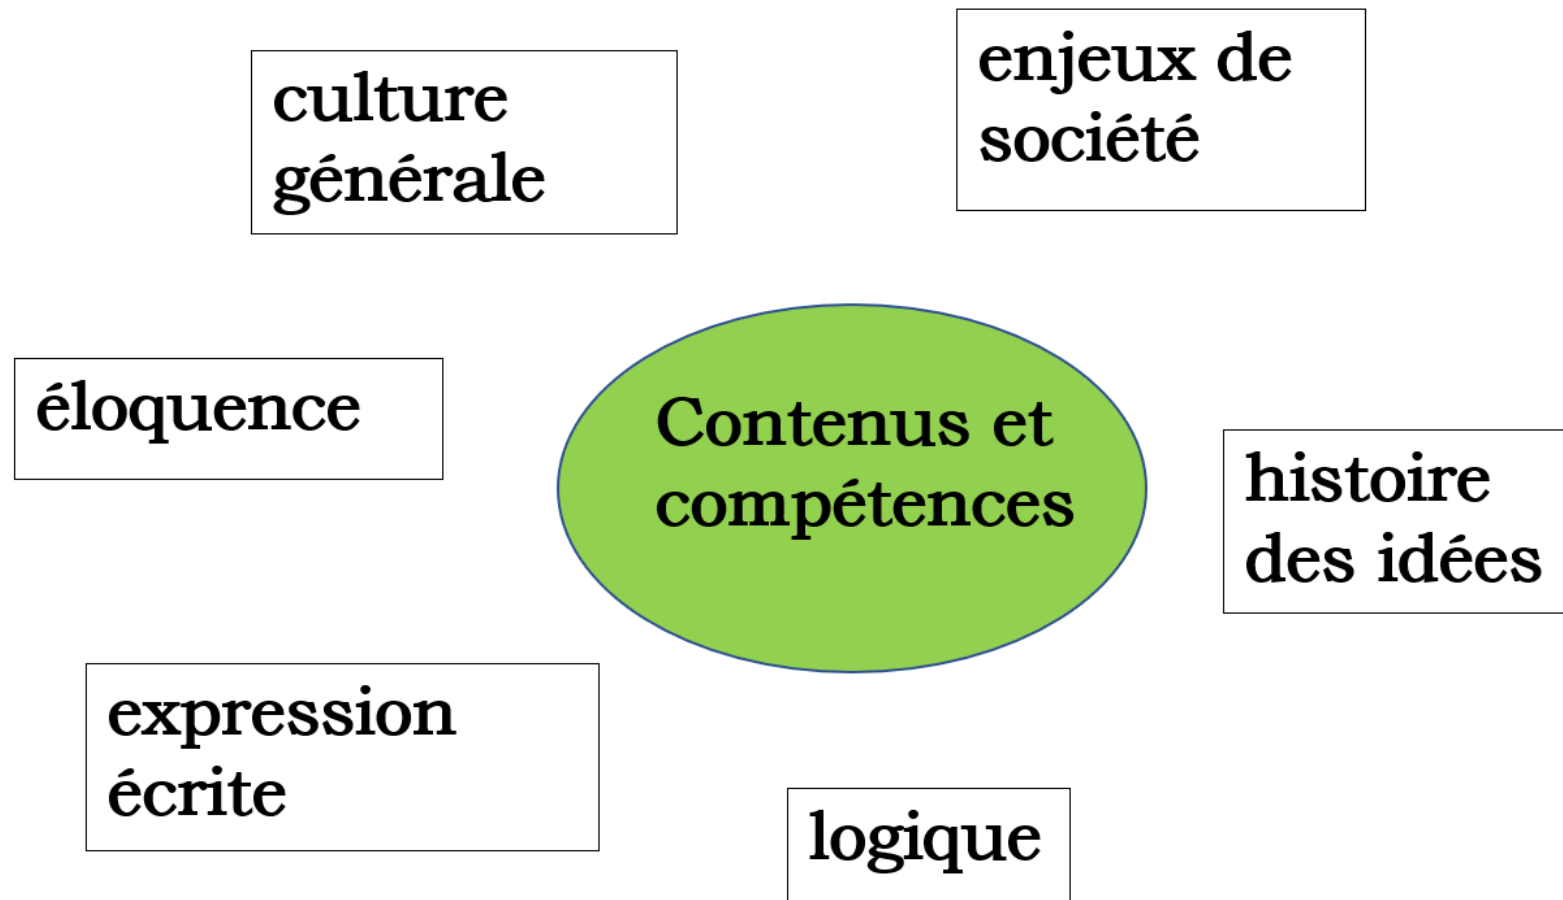 culture
générale
enjeux de
société
éloquence
Contenus et
compétences
histoire
des idées
expression
écrite
logique